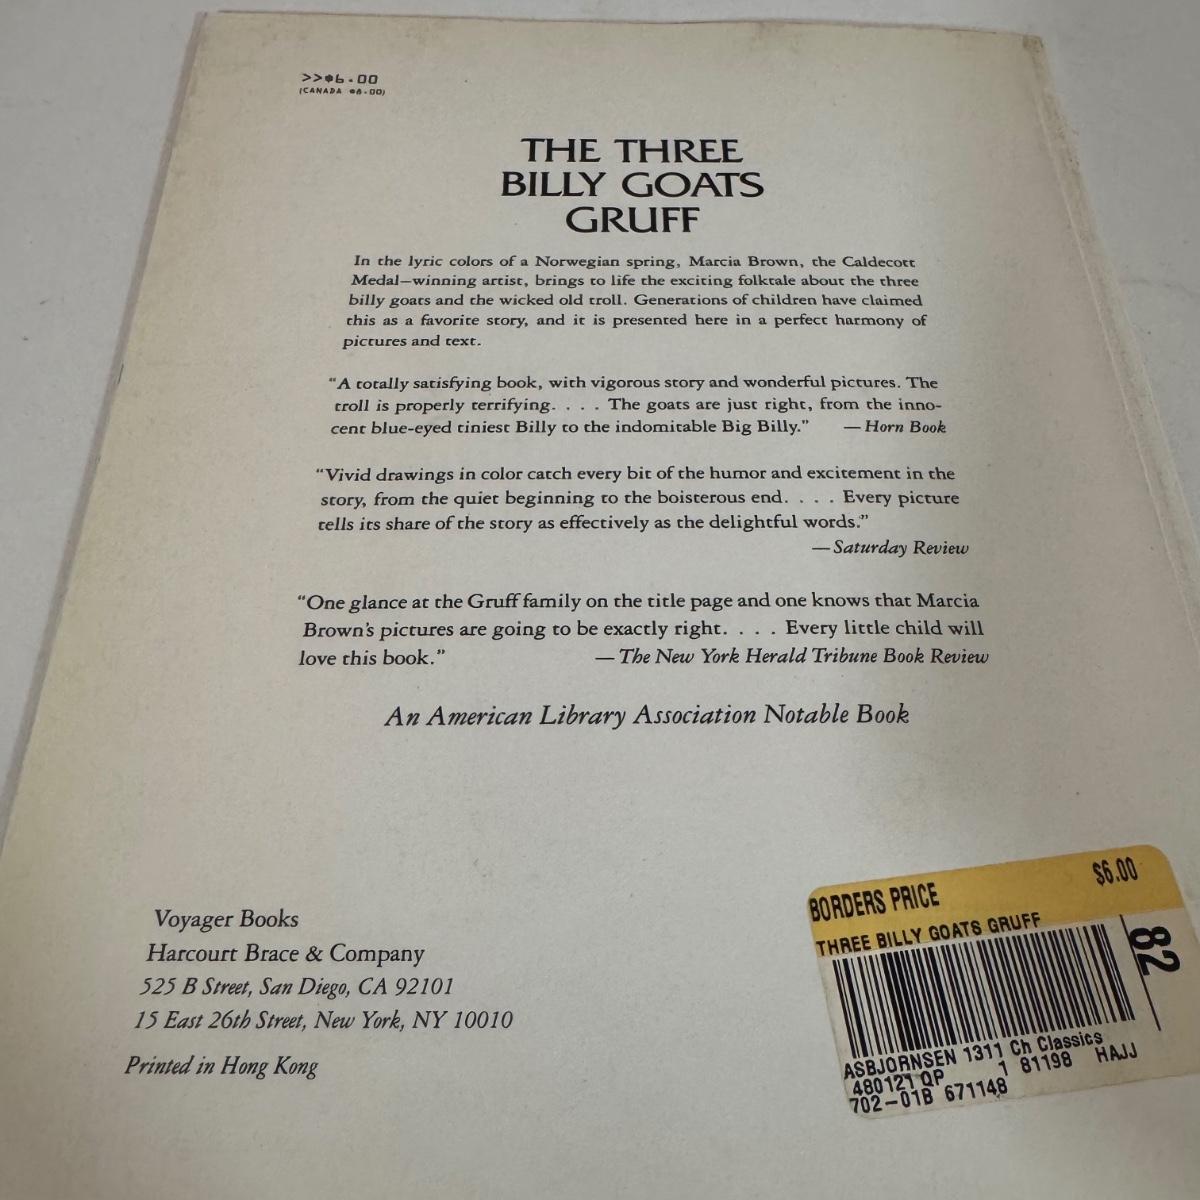 >>$6.00
(CANADA $8.00)
THE THREE
BILLY GOATS
GRUFF
In the lyric colors of a Norwegian spring, Marcia Brown, the Caldecott
Medal–winning artist, brings to life the exciting folktale about the three
billy goats and the wicked old troll. Generations of children have claimed
this as a favorite story, and it is presented here in a perfect harmony of
pictures and text.
“A totally satisfying book, with vigorous story and wonderful pictures. The
troll is properly terrifying. . . . The goats are just right, from the inno-
cent blue-eyed tiniest Billy to the indomitable Big Billy.” — Horn Book
“Vivid drawings in color catch every bit of the humor and excitement in the
story, from the quiet beginning to the boisterous end. . . . Every picture
tells its share of the story as effectively as the delightful words.”
— Saturday Review
“One glance at the Gruff family on the title page and one knows that Marcia
Brown’s pictures are going to be exactly right. . . . Every little child will
love this book.” — The New York Herald Tribune Book Review
An American Library Association Notable Book
Voyager Books
Harcourt Brace & Company
525 B Street, San Diego, CA 92101
15 East 26th Street, New York, NY 10010
Printed in Hong Kong
BORDERS PRICE $6.00
THREE BILLY GOATS GRUFF
82
ASBJORNSEN 1311 Ch Classics
480121 QP 1 81198 HAJJ
702-01B 671148